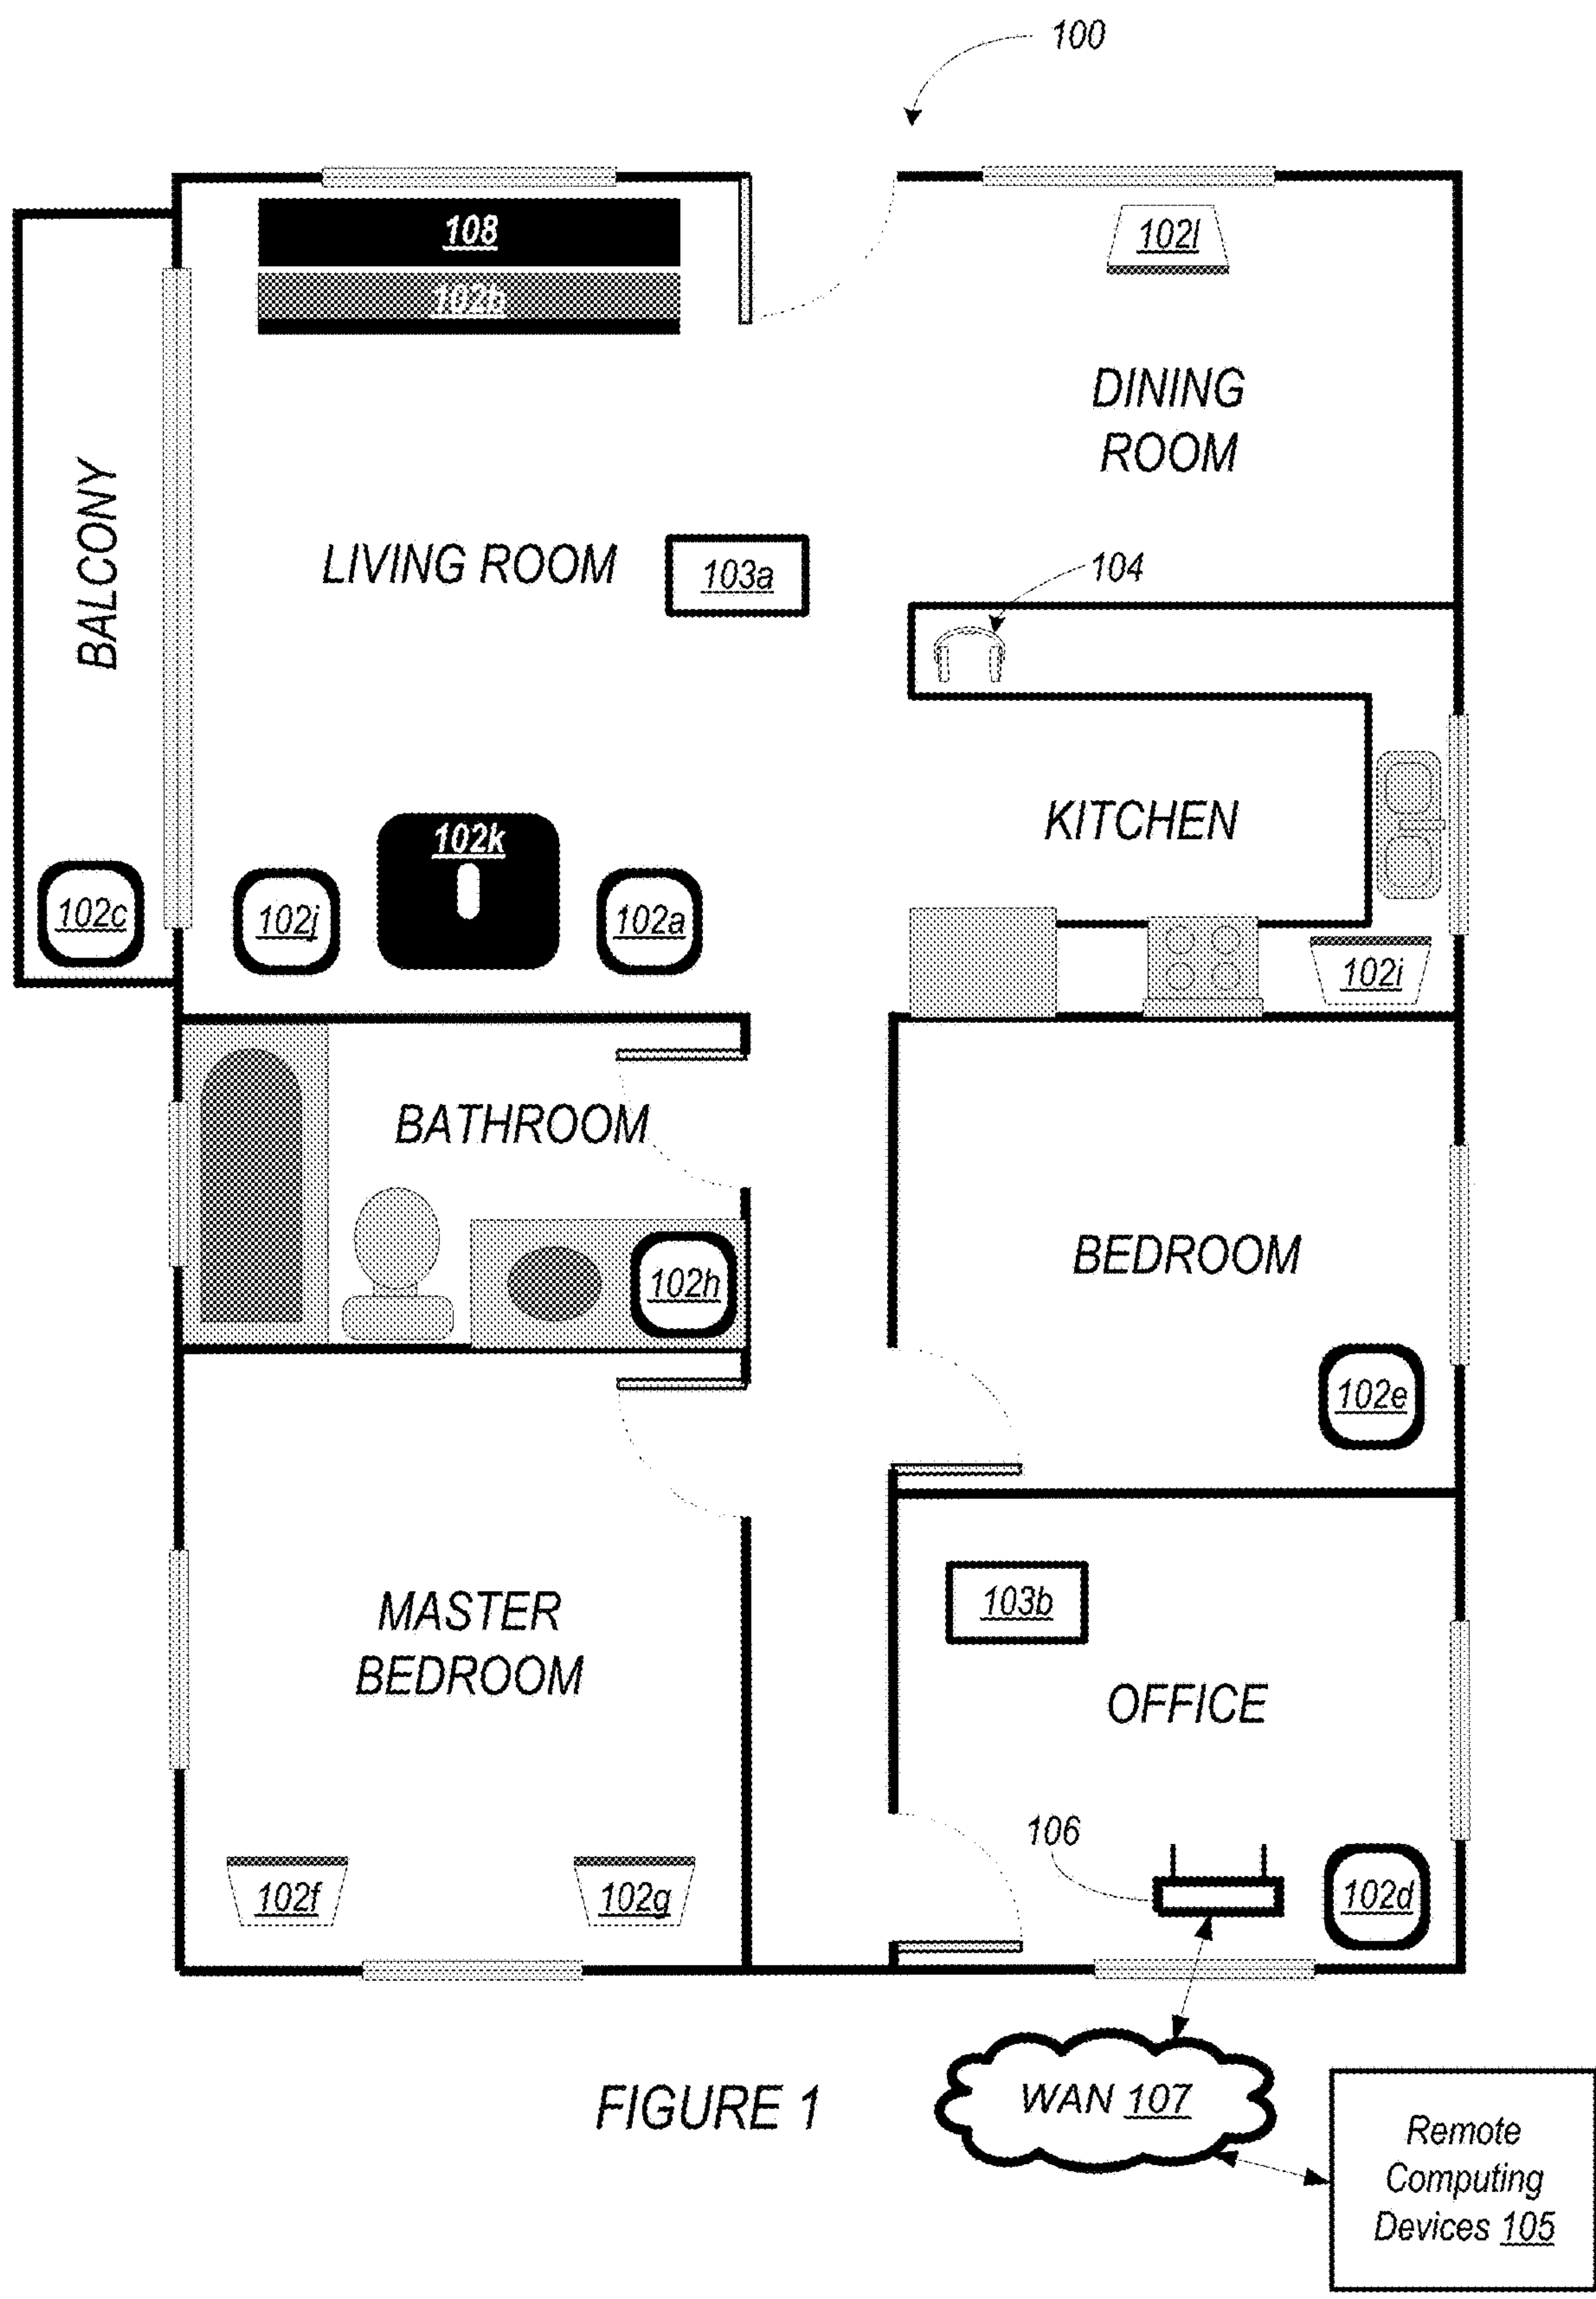 100
108
102b
102l
DINING
ROOM
BALCONY
LIVING ROOM
103a
104
KITCHEN
102k
102c
102j
102a
102i
BATHROOM
BEDROOM
102h
102e
MASTER
BEDROOM
103b
OFFICE
106
102f
102g
102d
FIGURE 1
WAN 107
Remote
Computing
Devices 105